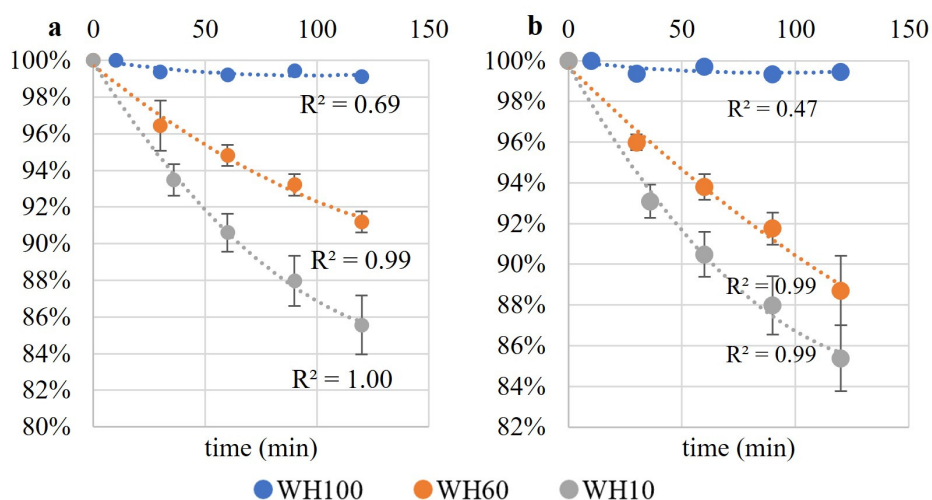 a
0 50 100 150
100%
98%
96%
94%
92%
90%
88%
86%
84%
82%
80%
R² = 0.69
R² = 0.99
R² = 1.00
time (min)
b
0 50 100 150
100%
98%
96%
94%
92%
90%
88%
86%
84%
82%
R² = 0.47
R² = 0.99
R² = 0.99
time (min)
WH100 WH60 WH10